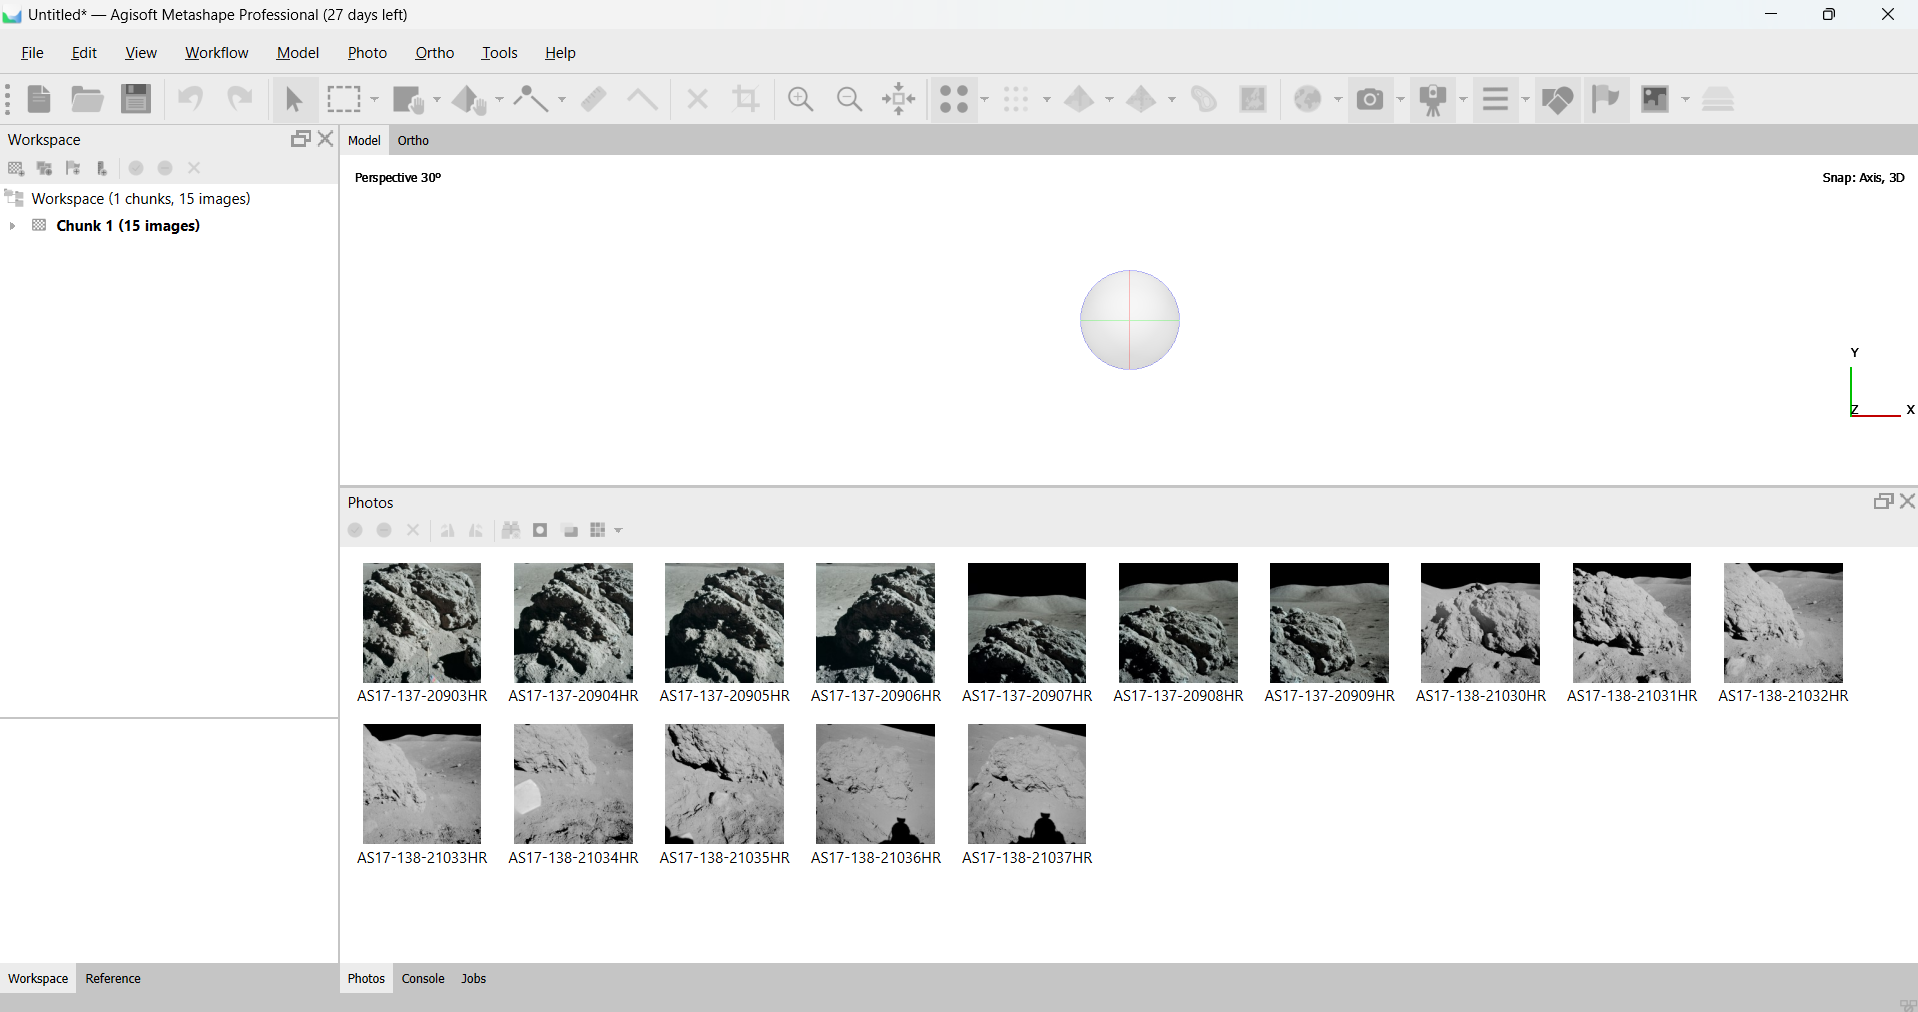 Untitled* — Agisoft Metashape Professional (27 days left)
File Edit View Workflow Model Photo Ortho Tools Help
Workspace
Model Ortho
Perspective 30°
Snap: Axis, 3D
Workspace (1 chunks, 15 images)
Chunk 1 (15 images)
Y
Z X
Photos
AS17-137-20903HR AS17-137-20904HR AS17-137-20905HR AS17-137-20906HR AS17-137-20907HR AS17-137-20908HR AS17-137-20909HR AS17-138-21030HR AS17-138-21031HR AS17-138-21032HR
AS17-138-21033HR AS17-138-21034HR AS17-138-21035HR AS17-138-21036HR AS17-138-21037HR
Workspace Reference
Photos Console Jobs